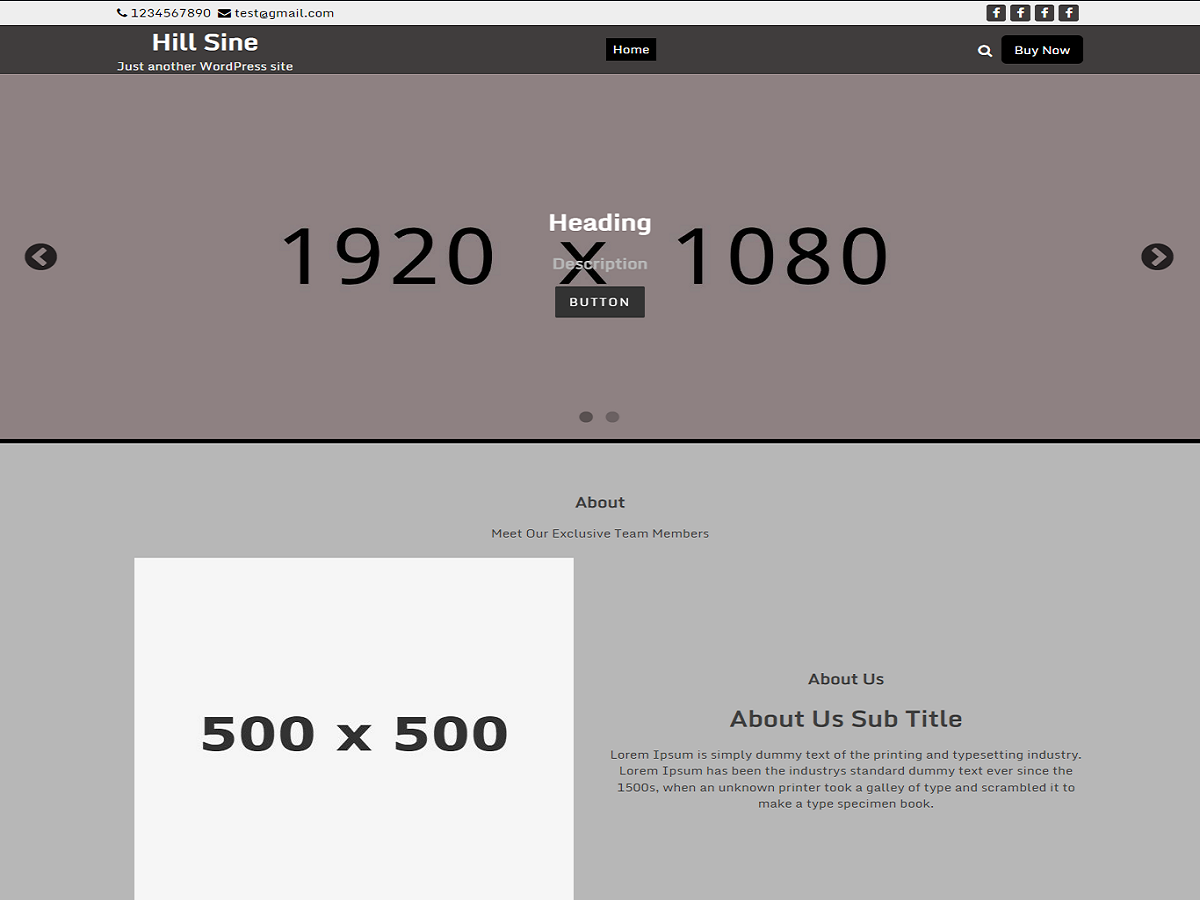 1234567890 test@gmail.com
Hill Sine
Just another WordPress site
Home
Buy Now
Heading
1920 x 1080
Description
BUTTON
About
Meet Our Exclusive Team Members
500 x 500
About Us
About Us Sub Title
Lorem Ipsum is simply dummy text of the printing and typesetting industry.
Lorem Ipsum has been the industrys standard dummy text ever since the
1500s, when an unknown printer took a galley of type and scrambled it to
make a type specimen book.